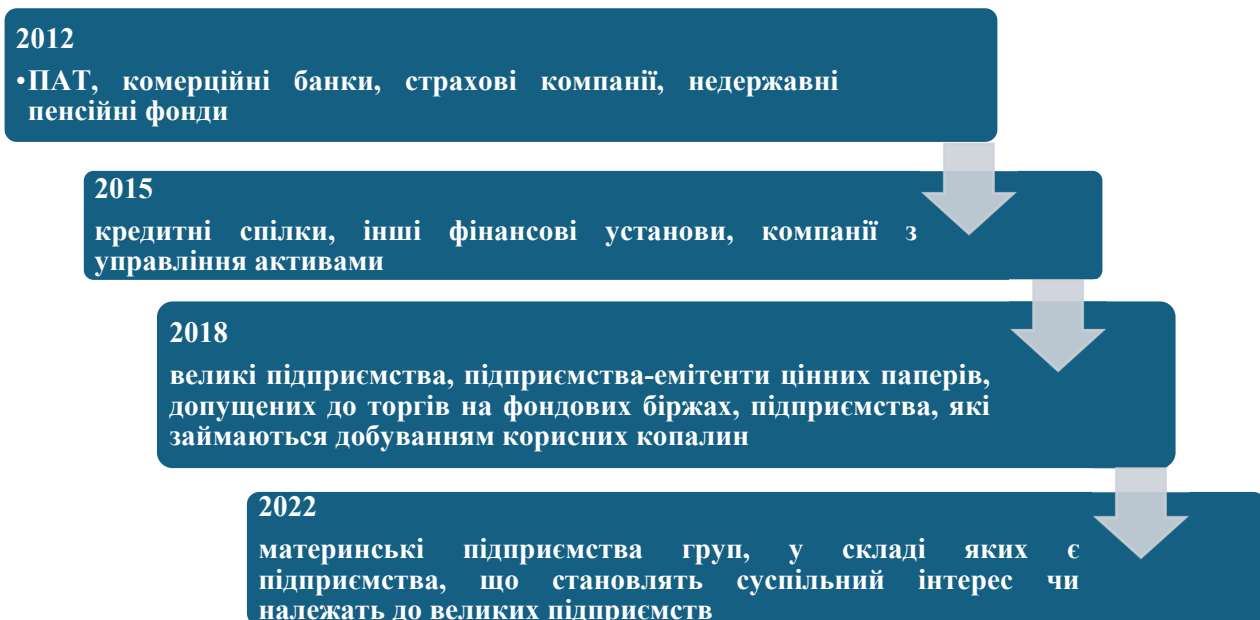 2012
•ПАТ, комерційні банки, страхові компанії, недержавні
пенсійні фонди
2015
кредитні спілки, інші фінансові установи, компанії з
управління активами
2018
великі підприємства, підприємства-емітенти цінних паперів,
допущених до торгів на фондових біржах, підприємства, які
займаються добуванням корисних копалин
2022
материнські підприємства груп, у складі яких є
підприємства, що становлять суспільний інтерес чи
належать до великих підприємств